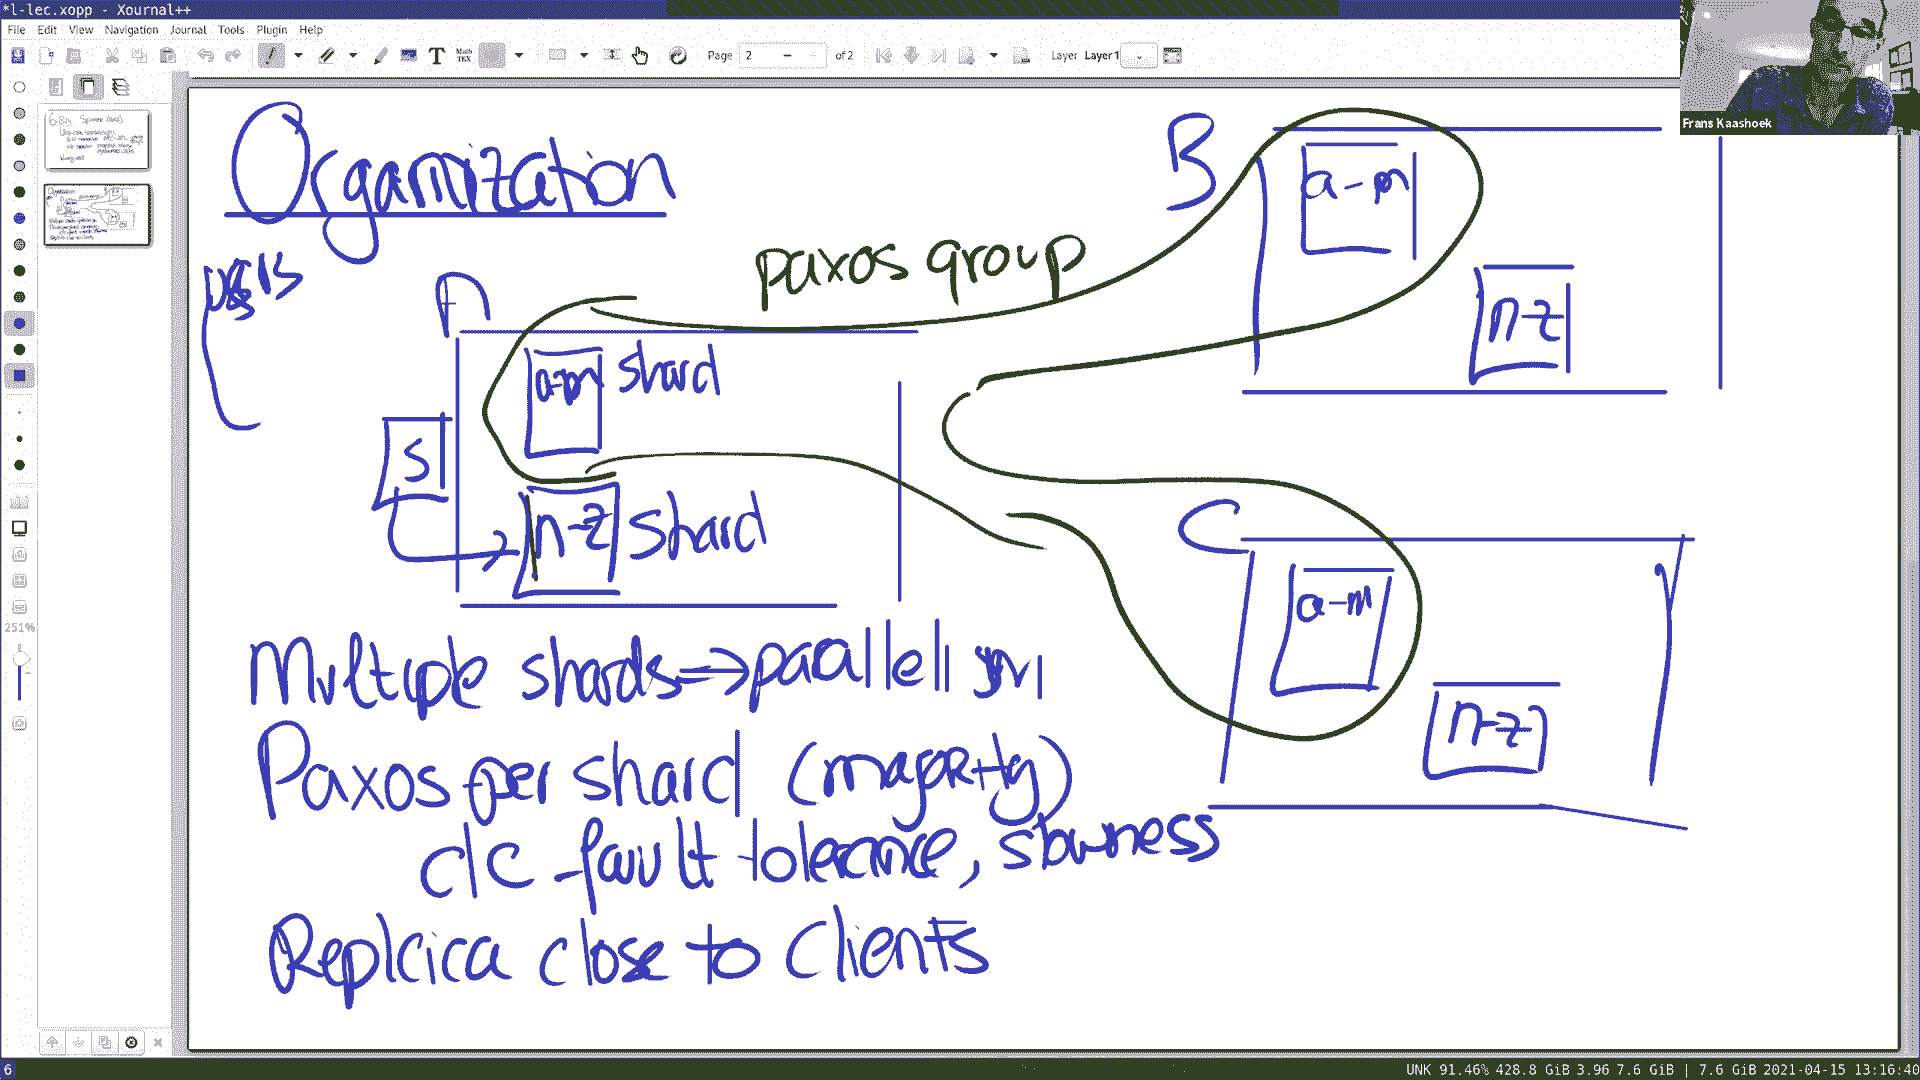 *l-lec.xopp - Xournal++
File Edit View Navigation Journal Tools Plugin Help
Page 2 of 2 Layer Layer1
Frans Kaashoek
Organization
B
a-m
n-z
paxos group
A
a-m shard
S
n-z shard
C
a-m
n-z
Multiple shards => parallelism
Paxos per shard (majority)
d/c fault tolerance, slowness
Replcica close to clients
251%
6
UNK 91.46% 428.8 GiB 3.96 7.6 GiB | 7.6 GiB 2021-04-15 13:16:40